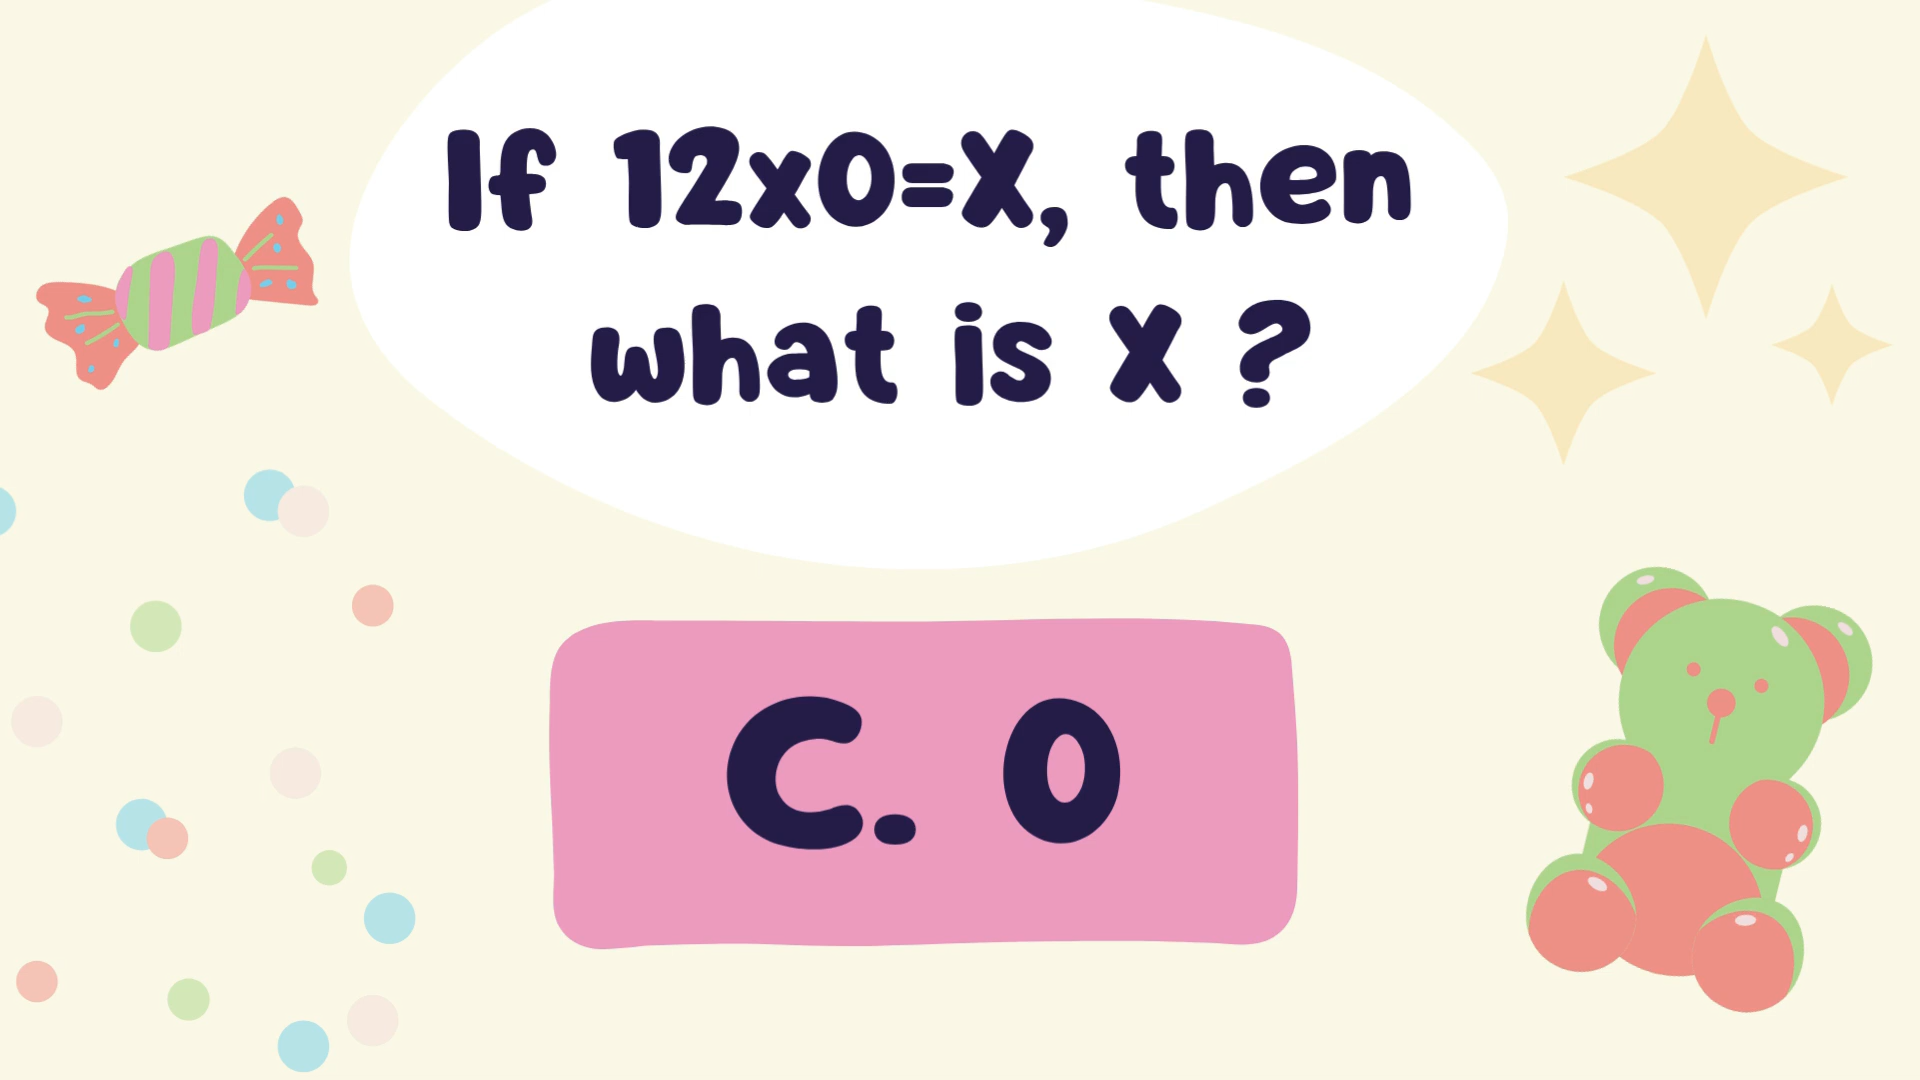 If 12x0=X, then
what is X ?
C. 0